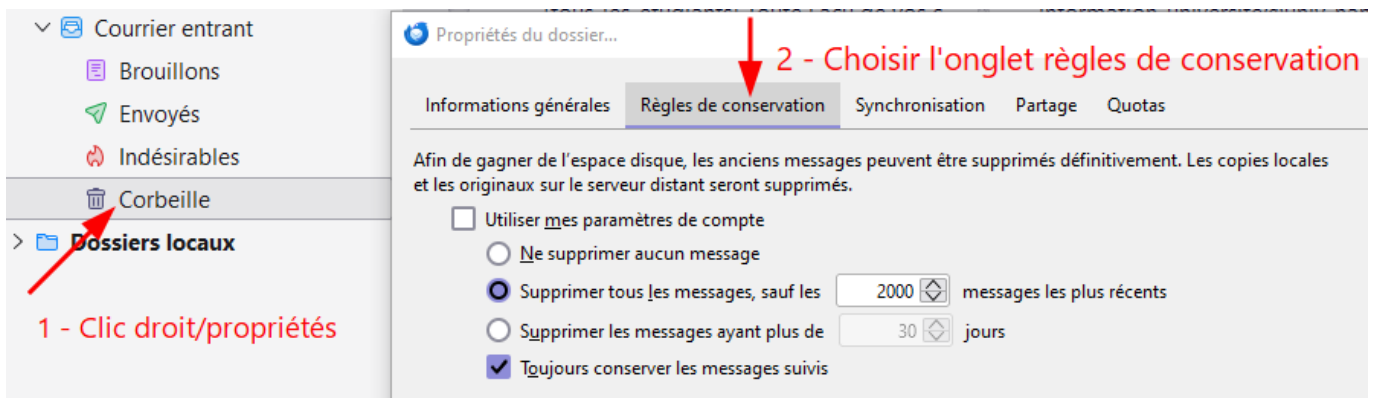 Courrier entrant
Brouillons
Envoyés
Indésirables
Corbeille
Dossiers locaux
1 - Clic droit/propriétés
Propriétés du dossier...
2 - Choisir l'onglet règles de conservation
Informations générales Règles de conservation Synchronisation Partage Quotas
Afin de gagner de l'espace disque, les anciens messages peuvent être supprimés définitivement. Les copies locales
et les originaux sur le serveur distant seront supprimés.
Utiliser mes paramètres de compte
Ne supprimer aucun message
Supprimer tous les messages, sauf les 2000 messages les plus récents
Supprimer les messages ayant plus de 30 jours
Toujours conserver les messages suivis